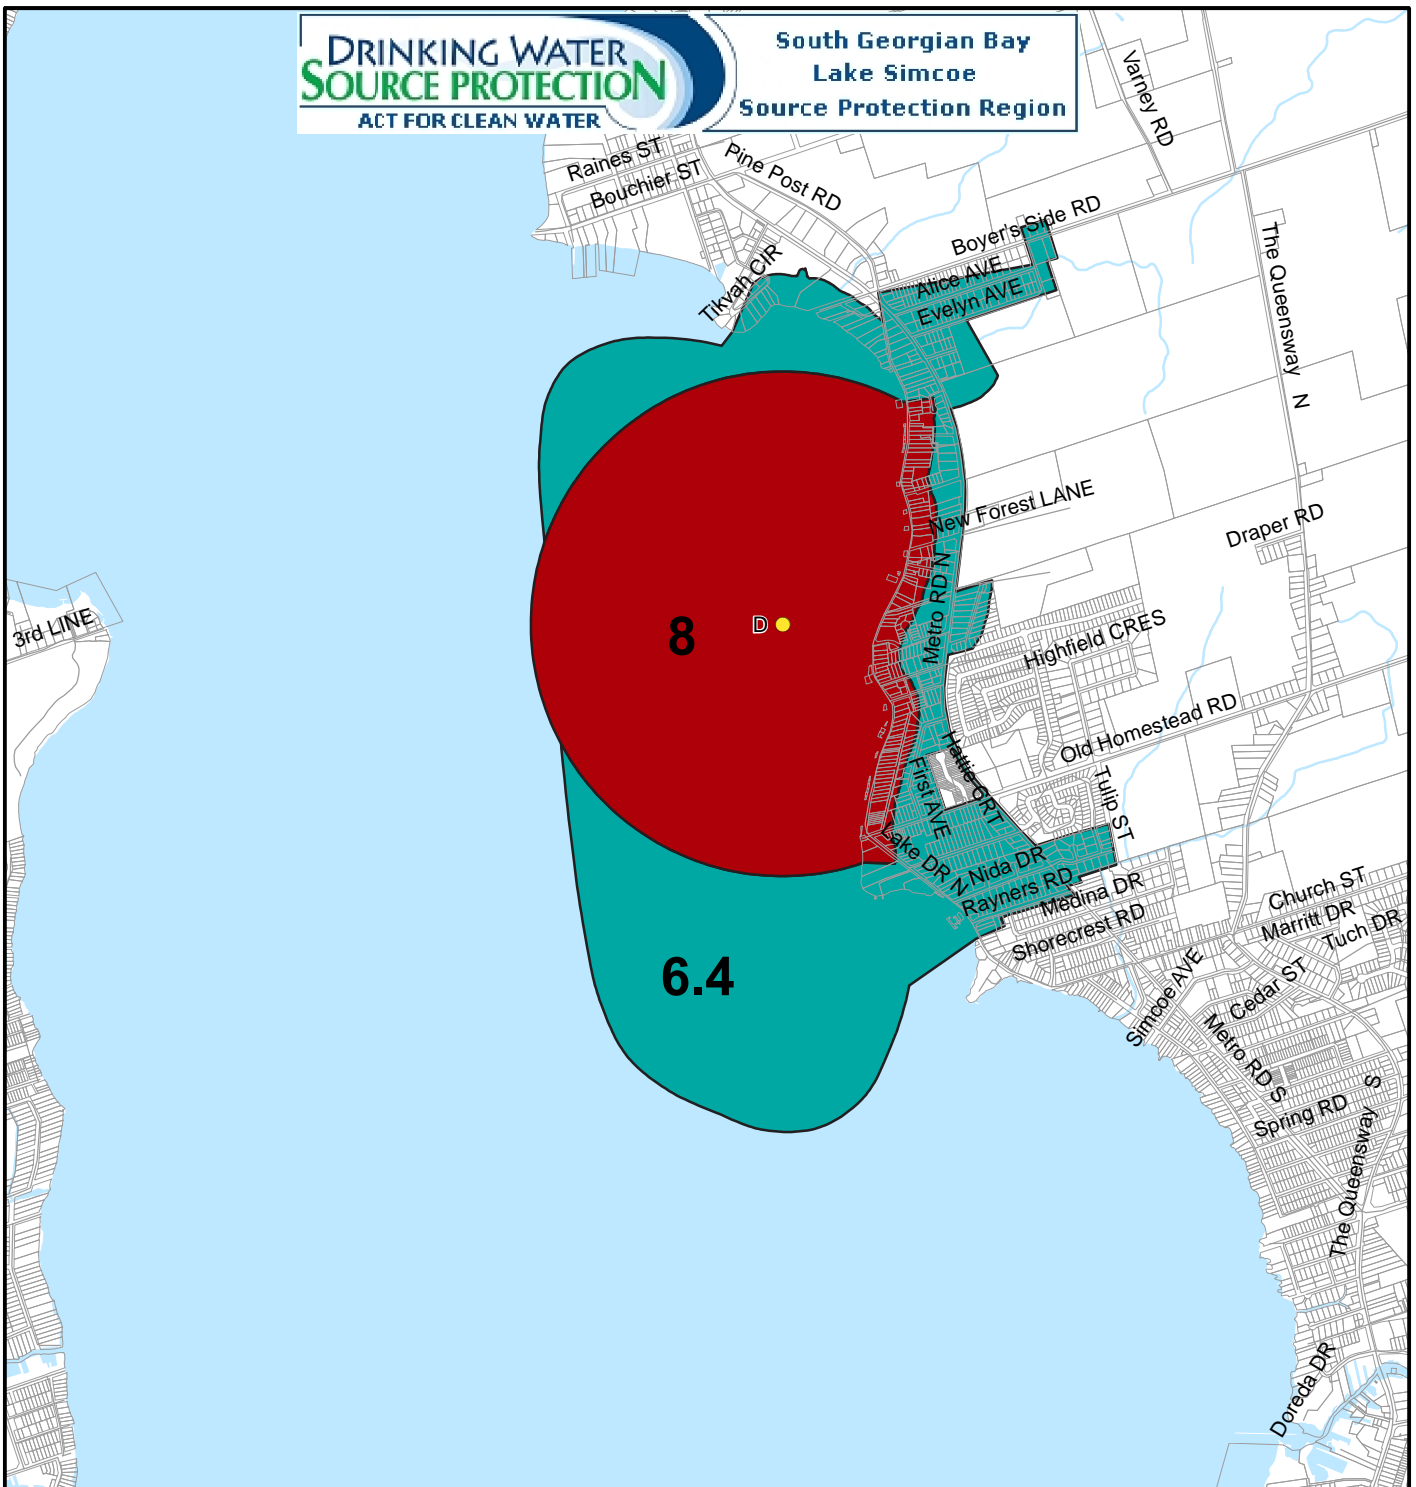 DRINKING WATER
SOURCE PROTECTION
ACT FOR CLEAN WATER
South Georgian Bay
Lake Simcoe
Source Protection Region
Varney RD
Raines ST
Bouchier ST
Pine Post RD
Boyer's Side RD
The Queensway N
Tikvah CIR
Alice AVE
Evelyn AVE
New Forest LANE
Draper RD
3rd LINE
8
D
Metro RD N
Highfield CRES
Old Homestead RD
Hattie CRT
First AVE
Tulip ST
Lake DR N
Nida DR
Rayners RD
Medina DR
Shorecrest RD
Church ST
Marritt DR
Tuch DR
6.4
Simcoe AVE
Cedar ST
Metro RD S
Spring RD
The Queensway S
Doreda DR